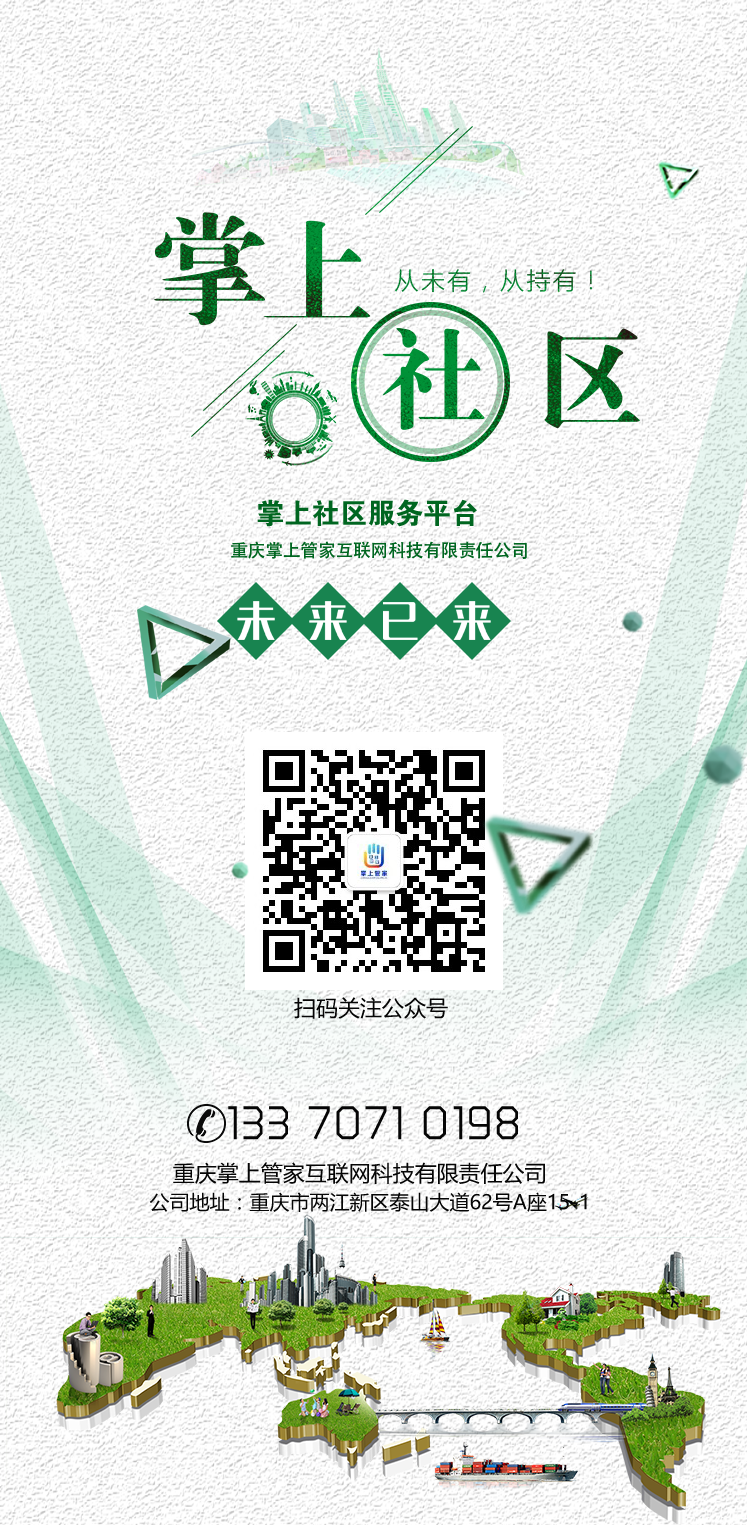 掌上
从未有，从持有！
社区
掌上社区服务平台
重庆掌上管家互联网科技有限责任公司
未来已来
掌上管家
扫码关注公众号
133 7071 0198
重庆掌上管家互联网科技有限责任公司
公司地址：重庆市两江新区泰山大道62号A座15-1